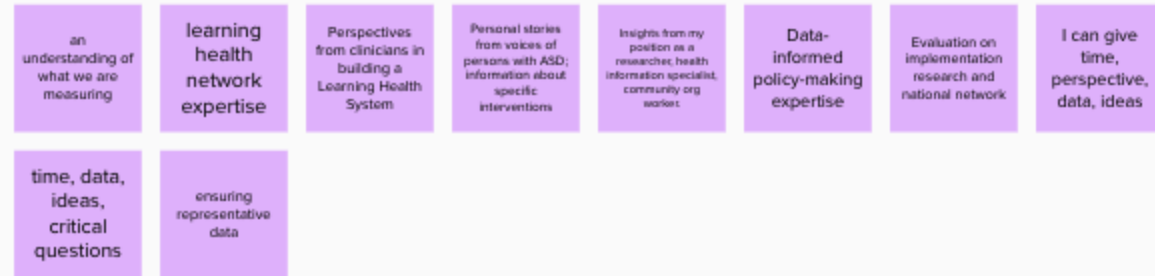 an
understanding of
what we are
measuring
learning
health
network
expertise
Perspectives
from clinicians in
building a
Learning Health
System
Personal stories
from voices of
persons with ASD;
information about
specific
interventions
Insights from my
position as a
researcher, health
information specialist,
community org
worker.
Data-
informed
policy-making
expertise
Evaluation on
implementation
research and
national network
I can give
time,
perspective,
data, ideas
time, data,
ideas,
critical
questions
ensuring
representative
data